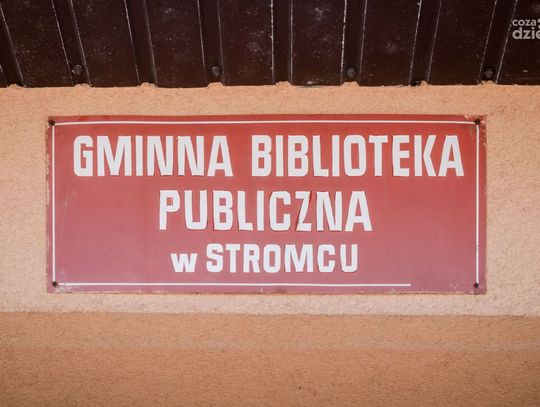 GMINNA BIBLIOTEKA
PUBLICZNA
w STROMCU